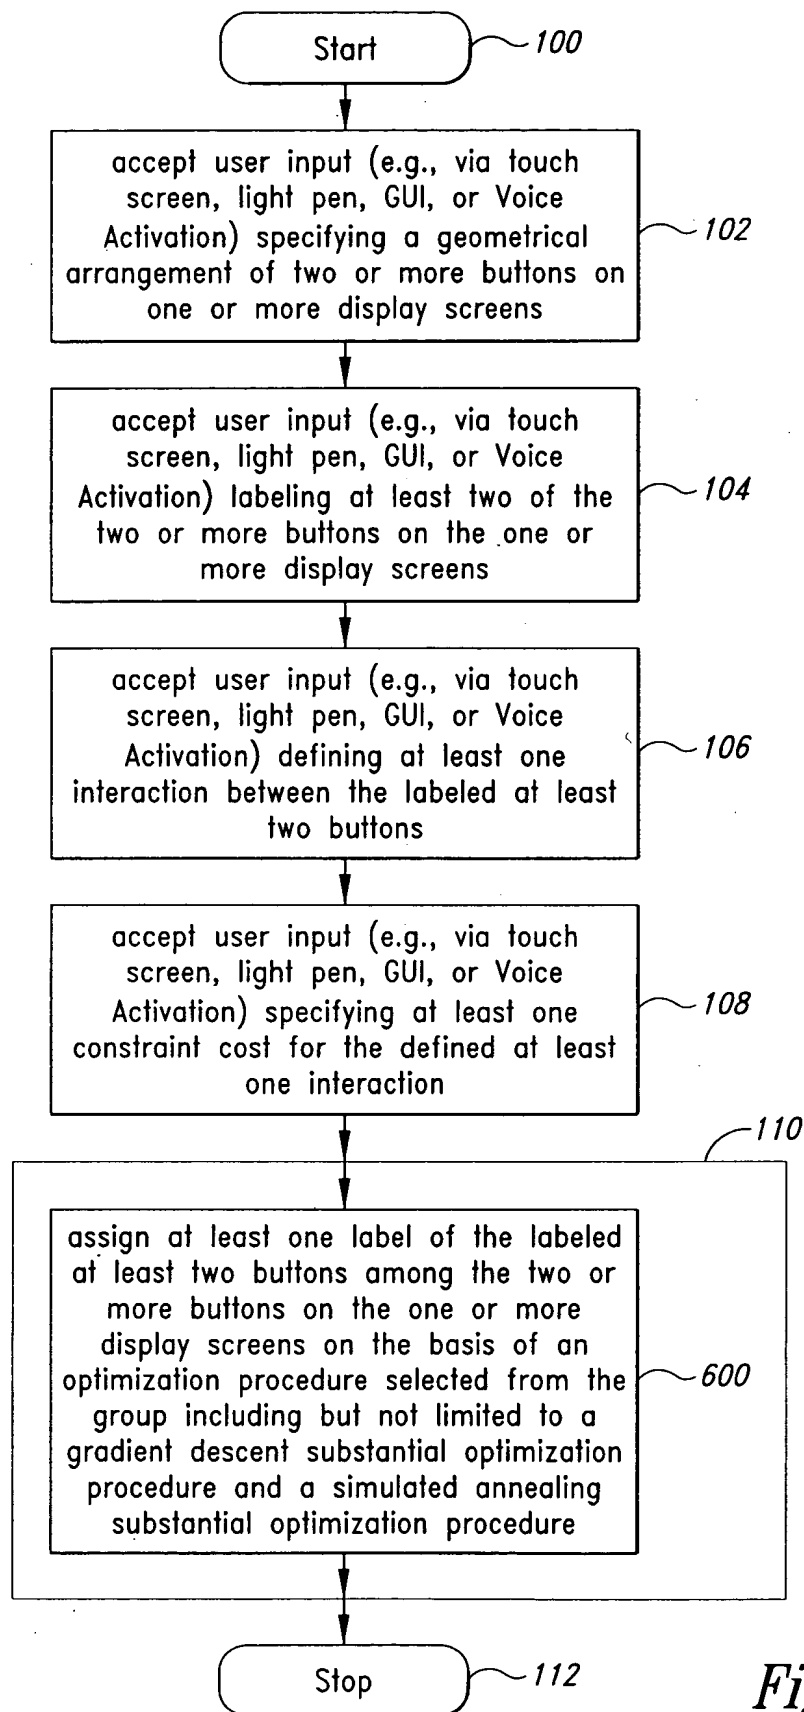 Start
100
accept user input (e.g., via touch
screen, light pen, GUI, or Voice
Activation) specifying a geometrical
arrangement of two or more buttons on
one or more display screens
102
accept user input (e.g., via touch
screen, light pen, GUI, or Voice
Activation) labeling at least two of the
two or more buttons on the one or
more display screens
104
accept user input (e.g., via touch
screen, light pen, GUI, or Voice
Activation) defining at least one
interaction between the labeled at least
two buttons
106
accept user input (e.g., via touch
screen, light pen, GUI, or Voice
Activation) specifying at least one
constraint cost for the defined at least
one interaction
108
110
assign at least one label of the labeled
at least two buttons among the two or
more buttons on the one or more
display screens on the basis of an
optimization procedure selected from the
group including but not limited to a
gradient descent substantial optimization
procedure and a simulated annealing
substantial optimization procedure
600
Stop
112